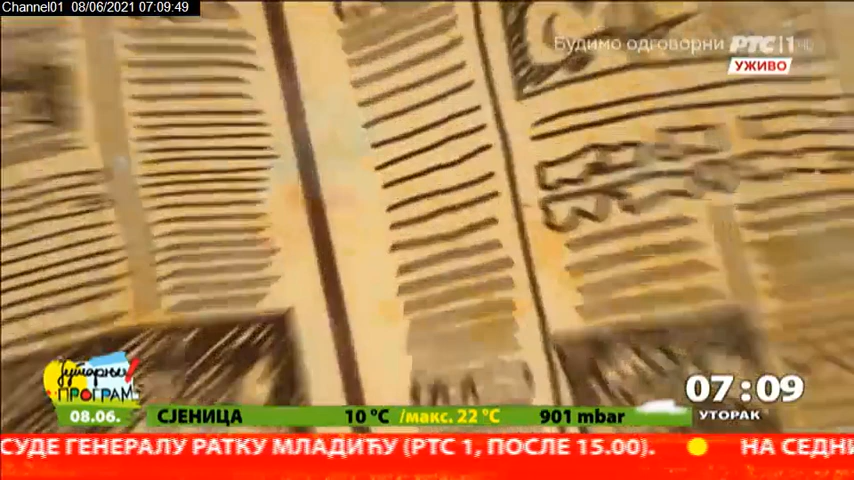 Channel01 08/06/2021 07:09:49
Будимо одговорни РТС 1 HD
УЖИВО
Јутарњи
ПРОГРАМ
07:09
08.06. СЈЕНИЦА 10 °C /макс. 22 °C 901 mbar
УТОРАК
СУДЕ ГЕНЕРАЛУ РАТКУ МЛАДИЋУ (РТС 1, ПОСЛЕ 15.00). НА СЕДНИ